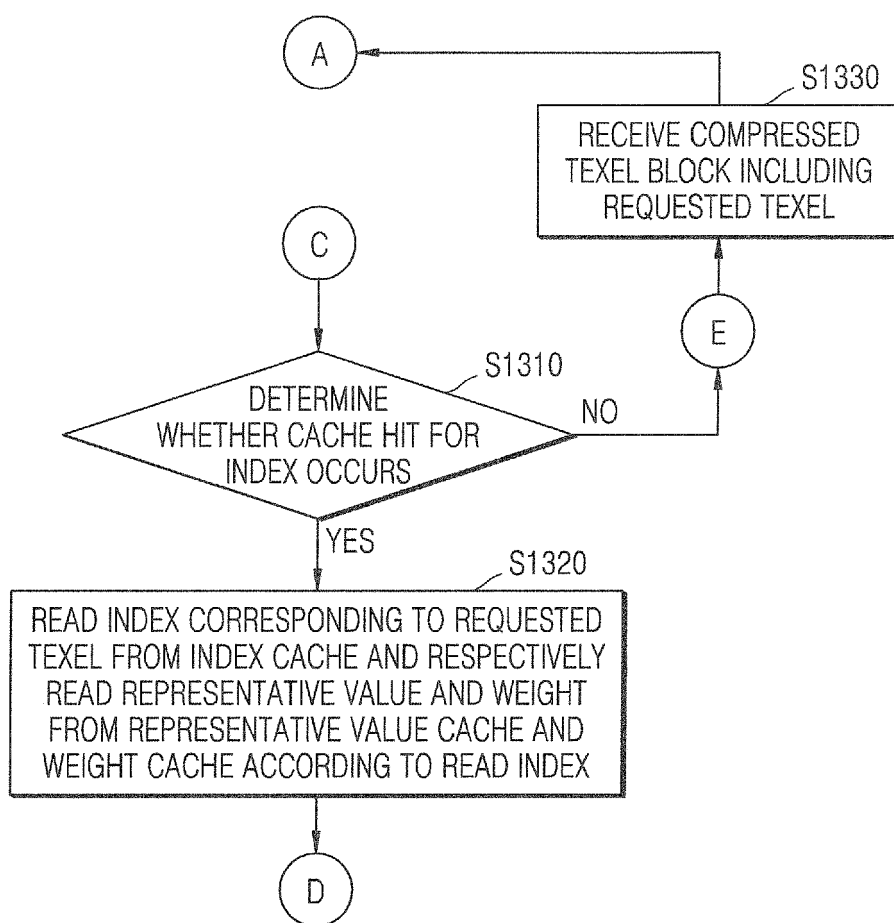 A
S1330
RECEIVE COMPRESSED
TEXEL BLOCK INCLUDING
REQUESTED TEXEL
C
E
S1310
DETERMINE
WHETHER CACHE HIT FOR
INDEX OCCURS
NO
YES
S1320
READ INDEX CORRESPONDING TO REQUESTED
TEXEL FROM INDEX CACHE AND RESPECTIVELY
READ REPRESENTATIVE VALUE AND WEIGHT
FROM REPRESENTATIVE VALUE CACHE AND
WEIGHT CACHE ACCORDING TO READ INDEX
D